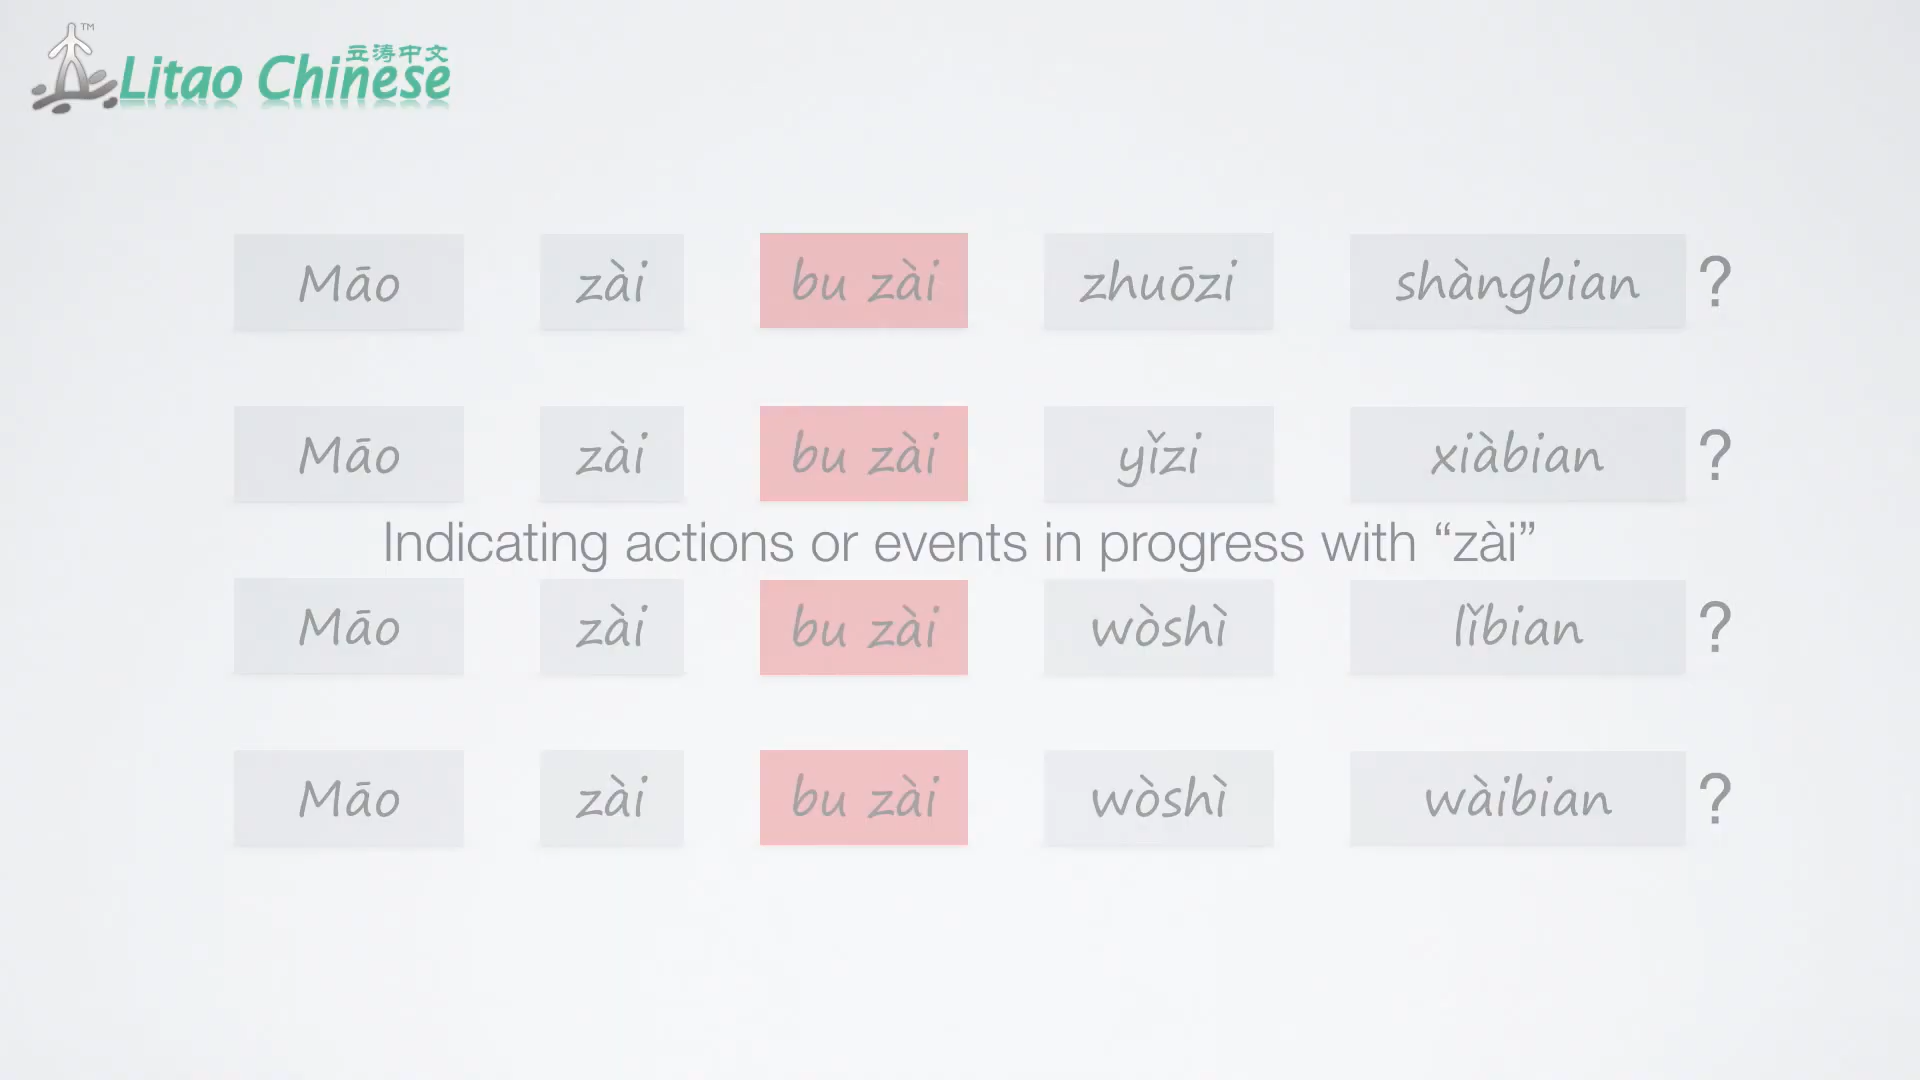 立涛中文
Litao Chinese™
Māo zài bu zài zhuōzi shàngbian ?
Māo zài bu zài yǐzi xiàbian ?
Indicating actions or events in progress with “zài”
Māo zài bu zài wòshì lǐbian ?
Māo zài bu zài wòshì wàibian ?